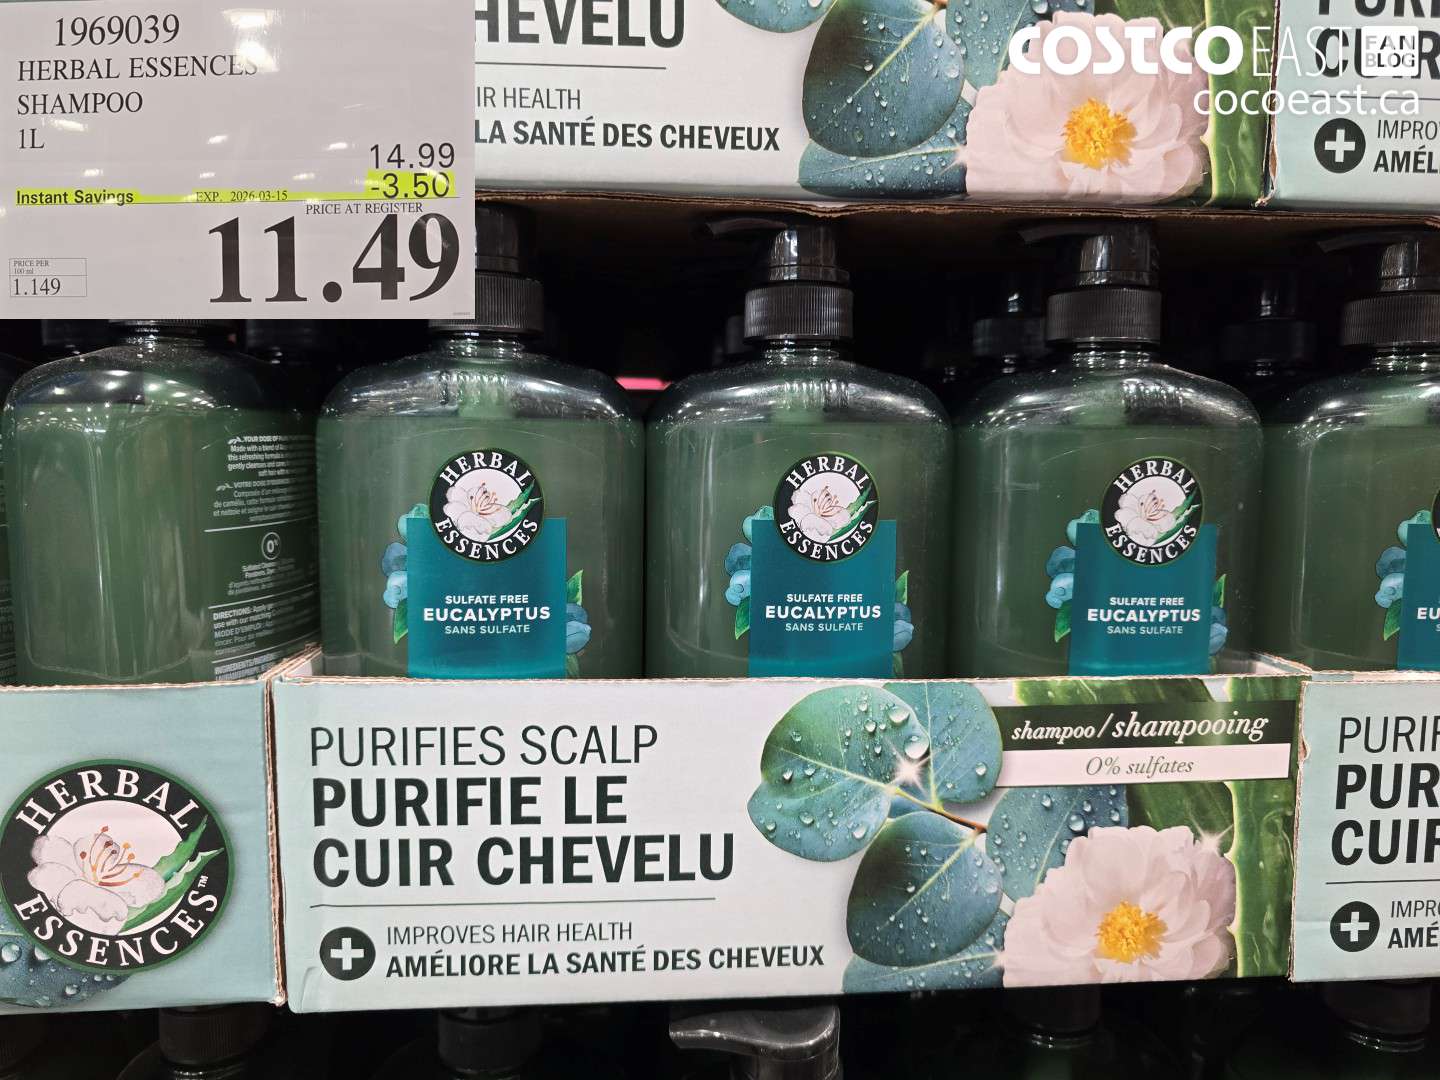 1969039
HERBAL ESSENCES
SHAMPOO
1L
14.99
Instant Savings
-3.50
EXP. 2026-03-15
PRICE AT REGISTER
11.49
PRICE PER
100 ml
1.149
HEVELU
IR HEALTH
LA SANTÉ DES CHEVEUX
COSTCO EAST FAN BLOG
cocoeast.ca
CUIR
IMPRO
AMÉL
HERBAL ESSENCES
SULFATE FREE
EUCALYPTUS
SANS SULFATE
HERBAL ESSENCES
SULFATE FREE
EUCALYPTUS
SANS SULFATE
HERBAL ESSENCES
SULFATE FREE
EUCALYPTUS
SANS SULFATE
EU
HERBAL ESSENCES™
PURIFIES SCALP
PURIFIE LE
CUIR CHEVELU
IMPROVES HAIR HEALTH
AMÉLIORE LA SANTÉ DES CHEVEUX
shampoo/shampooing
0% sulfates
PURIF
PUR
CUIF
IMPR
AMÉ